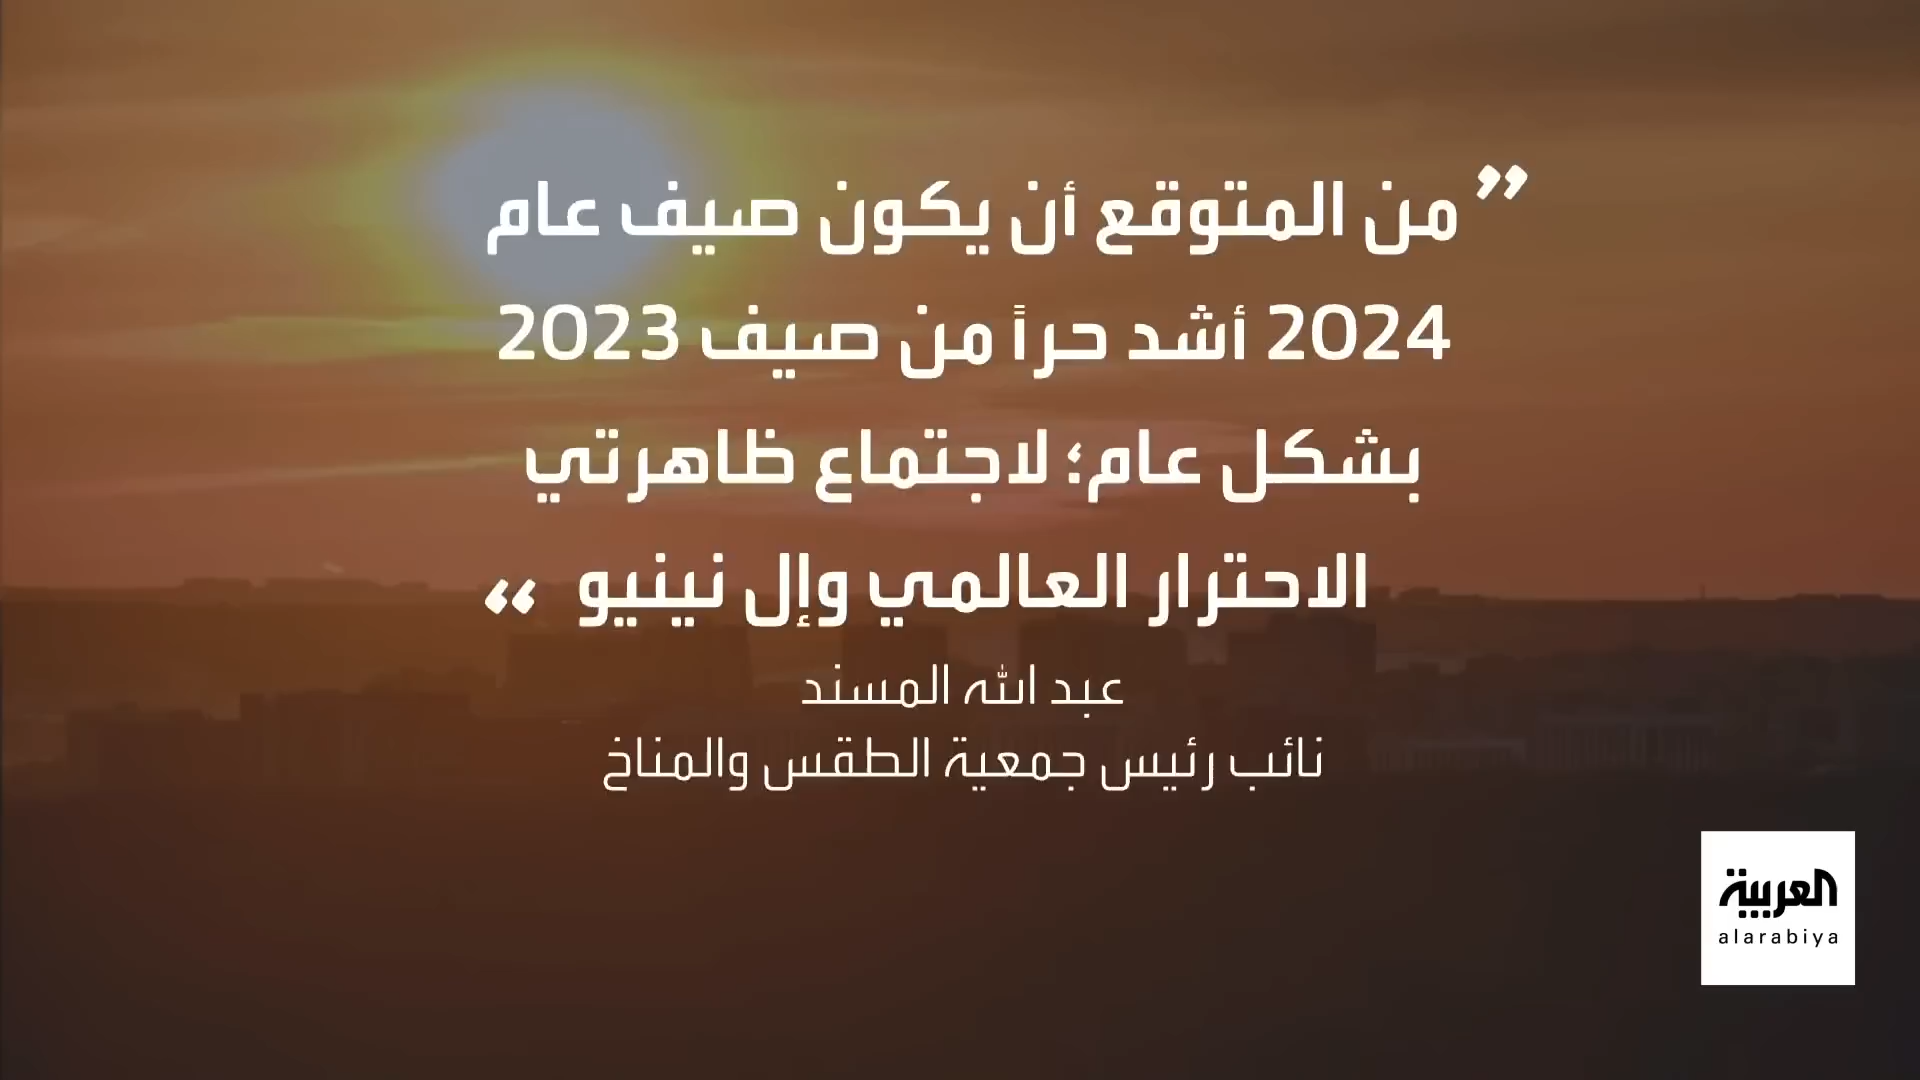 ”من المتوقع أن يكون صيف عام
2024 أشد حراً من صيف 2023
بشكل عام؛ لاجتماع ظاهرتي
الاحترار العالمي وإل نينيو “
عبد الله المسند
نائب رئيس جمعية الطقس والمناخ
العربية
alarabiya